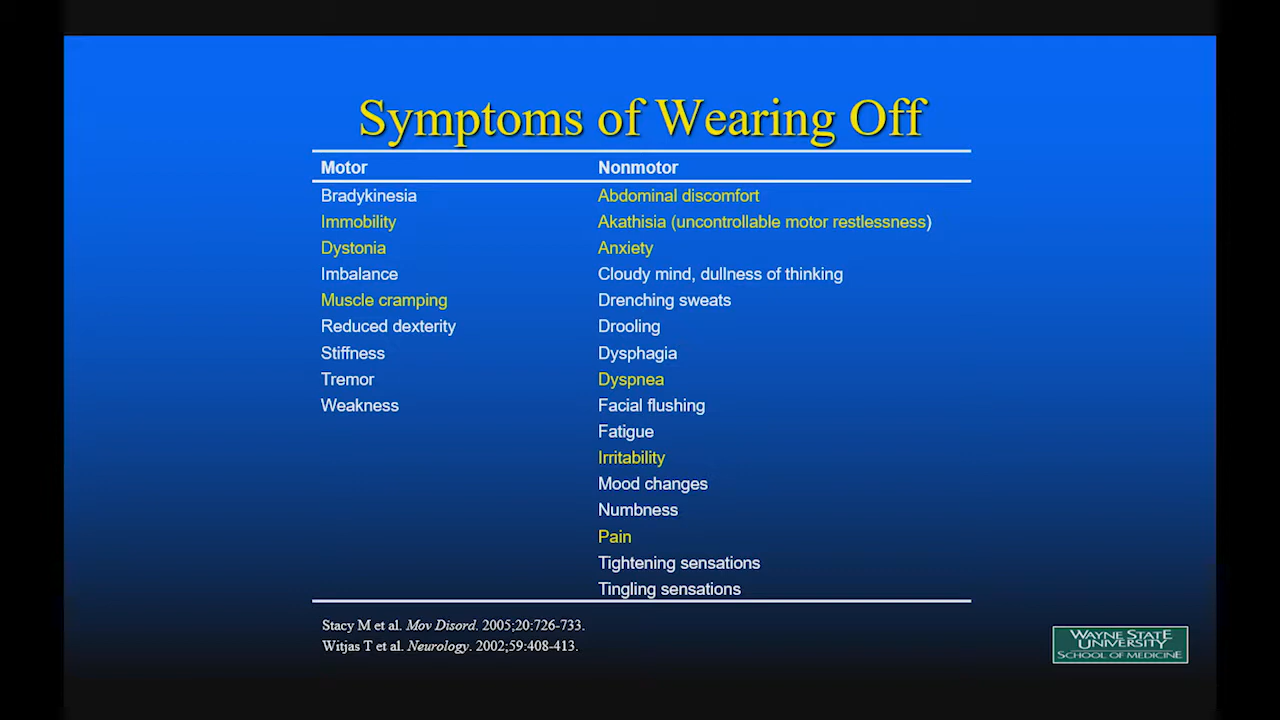 Symptoms of Wearing Off
Motor Nonmotor
Bradykinesia Abdominal discomfort
Immobility Akathisia (uncontrollable motor restlessness)
Dystonia Anxiety
Imbalance Cloudy mind, dullness of thinking
Muscle cramping Drenching sweats
Reduced dexterity Drooling
Stiffness Dysphagia
Tremor Dyspnea
Weakness Facial flushing
Fatigue
Irritability
Mood changes
Numbness
Pain
Tightening sensations
Tingling sensations
Stacy M et al. Mov Disord. 2005;20:726-733.
Witjas T et al. Neurology. 2002;59:408-413.
WAYNE STATE
UNIVERSITY
SCHOOL OF MEDICINE